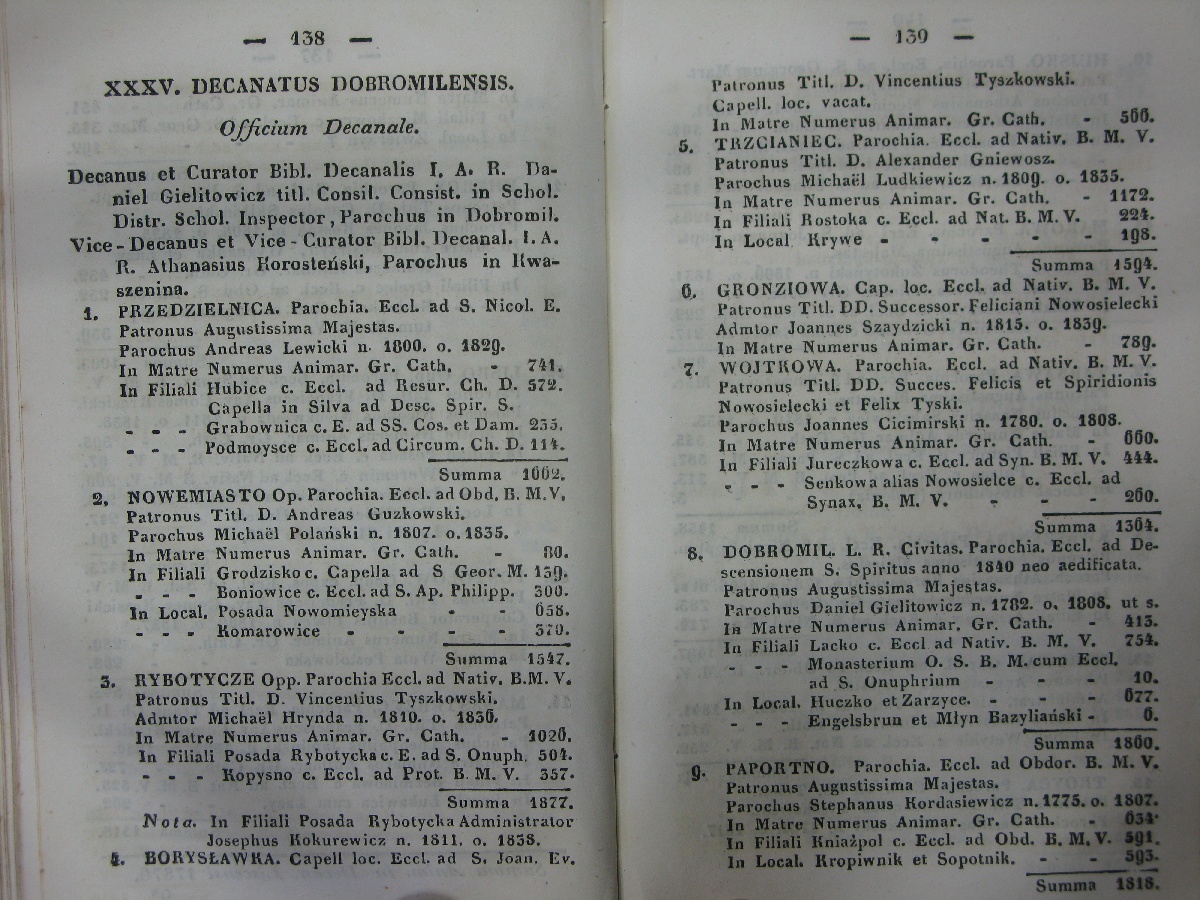 — 138 —
XXXV. DECANATUS DOBROMILENSIS.
Officium Decanale.
Decanus et Curator Bibl. Decanalis I. A. R. Da-
niel Gielitowicz titl. Consil. Consist. in Schol.
Distr. Schol. Inspector, Parochus in Dobromil.
Vice-Decanus et Vice-Curator Bibl. Decanal. I. A.
R. Athanasius Korosteński, Parochus in Kwa-
szenina.
1. PRZEDZIELNICA. Parochia. Eccl. ad S. Nicol. E.
Patronus Augustissima Majestas.
Parochus Andreas Lewicki n. 1800. o. 1829.
In Matre Numerus Animar. Gr. Cath. - 741.
In Filiali Hubice c. Eccl. ad Resur. Ch. D. 572.
Capella in Silva ad Desc. Spir. S.
- - - Grabownica c. E. ad SS. Cos. et Dam. 235.
- - - Podmoysce c. Eccl. ad Circum. Ch. D. 114.
Summa 1662.
2. NOWEMIASTO Op. Parochia. Eccl. ad Obd. B. M. V.
Patronus Titl. D. Andreas Guzkowski.
Parochus Michaël Polański n. 1807. o. 1835.
In Matre Numerus Animar. Gr. Cath. - 80.
In Filiali Grodzisko c. Capella ad S Geor. M. 139.
- - - Boniowice c. Eccl. ad S. Ap. Philipp. 300.
In Local. Posada Nowomieyska - - 658.
- - - Komarowice - - - - 370.
Summa 1547.
3. RYBOTYCZE Opp. Parochia Eccl. ad Nativ. B.M. V.
Patronus Titl. D. Vincentius Tyszkowski.
Admtor Michaël Hrynda n. 1810. o. 1836.
In Matre Numerus Animar. Gr. Cath. - 1026.
In Filiali Posada Rybotycka c. E. ad S. Onuph. 504.
- - - Kopysno c. Eccl. ad Prot. B. M. V. 357.
Summa 1877.
Nota. In Filiali Posada Rybotycka Administrator
Josephus Kokurewicz n. 1811. o. 1838.
4. BORYSŁAWKA. Capell loc. Eccl. ad S. Joan. Ev.
— 139 —
Patronus Titl. D. Vincentius Tyszkowski.
Capell. loc. vacat.
In Matre Numerus Animar. Gr. Cath. - 566.
5. TRZCIANIEC. Parochia. Eccl. ad Nativ. B. M. V.
Patronus Titl. D. Alexander Gniewosz.
Parochus Michaël Ludkiewicz n. 1809. o. 1835.
In Matre Numerus Animar. Gr. Cath. - 1172.
In Filiali Rostoka c. Eccl. ad Nat. B. M. V. 224.
In Local Krywe - - - - - 198.
Summa 1594.
6. GRONZIOWA. Cap. loc. Eccl. ad Nativ. B. M. V.
Patronus Titl. DD. Successor. Feliciani Nowosielecki
Admtor Joannes Szaydzicki n. 1815. o. 1839.
In Matre Numerus Animar. Gr. Cath. - 789.
7. WOJTKOWA. Parochia. Eccl. ad Nativ. B. M. V.
Patronus Titl. DD. Succes. Felicis et Spiridionis
Nowosielecki et Felix Tyski.
Parochus Joannes Cicimirski n. 1780. o. 1808.
In Matre Numerus Animar. Gr. Cath. - 660.
In Filiali Jureczkowa c. Eccl. ad Syn. B. M. V. 444.
- - - Senkowa alias Nowosielce c. Eccl. ad
Synax, B. M. V. - - - 260.
Summa 1364.
8. DOBROMIL. L. R. Civitas. Parochia. Eccl. ad De-
scensionem S. Spiritus anno 1840 neo aedificata.
Patronus Augustissima Majestas.
Parochus Daniel Gielitowicz n. 1782. o. 1808. ut s.
In Matre Numerus Animar. Gr. Cath. - 413.
In Filiali Lacko c. Eccl ad Nativ. B. M. V. 754.
- - - Monasterium O. S. B. M. cum Eccl.
ad S. Onuphrium - - - 10.
In Local. Huczko et Zarzyce. - - - 677.
- - - Engelsbrun et Młyn Bazyliański - 6.
Summa 1860.
9. PAPORTNO. Parochia. Eccl. ad Obdor. B. M. V.
Patronus Augustissima Majestas.
Parochus Stephanus Kordasiewicz n. 1775. o. 1807.
In Matre Numerus Animar. Gr. Cath. - 634.
In Filiali Kniażpol c. Eccl. ad Obd. B. M. V. 591.
In Local. Kropiwnik et Sopotnik. - - 593.
Summa 1818.